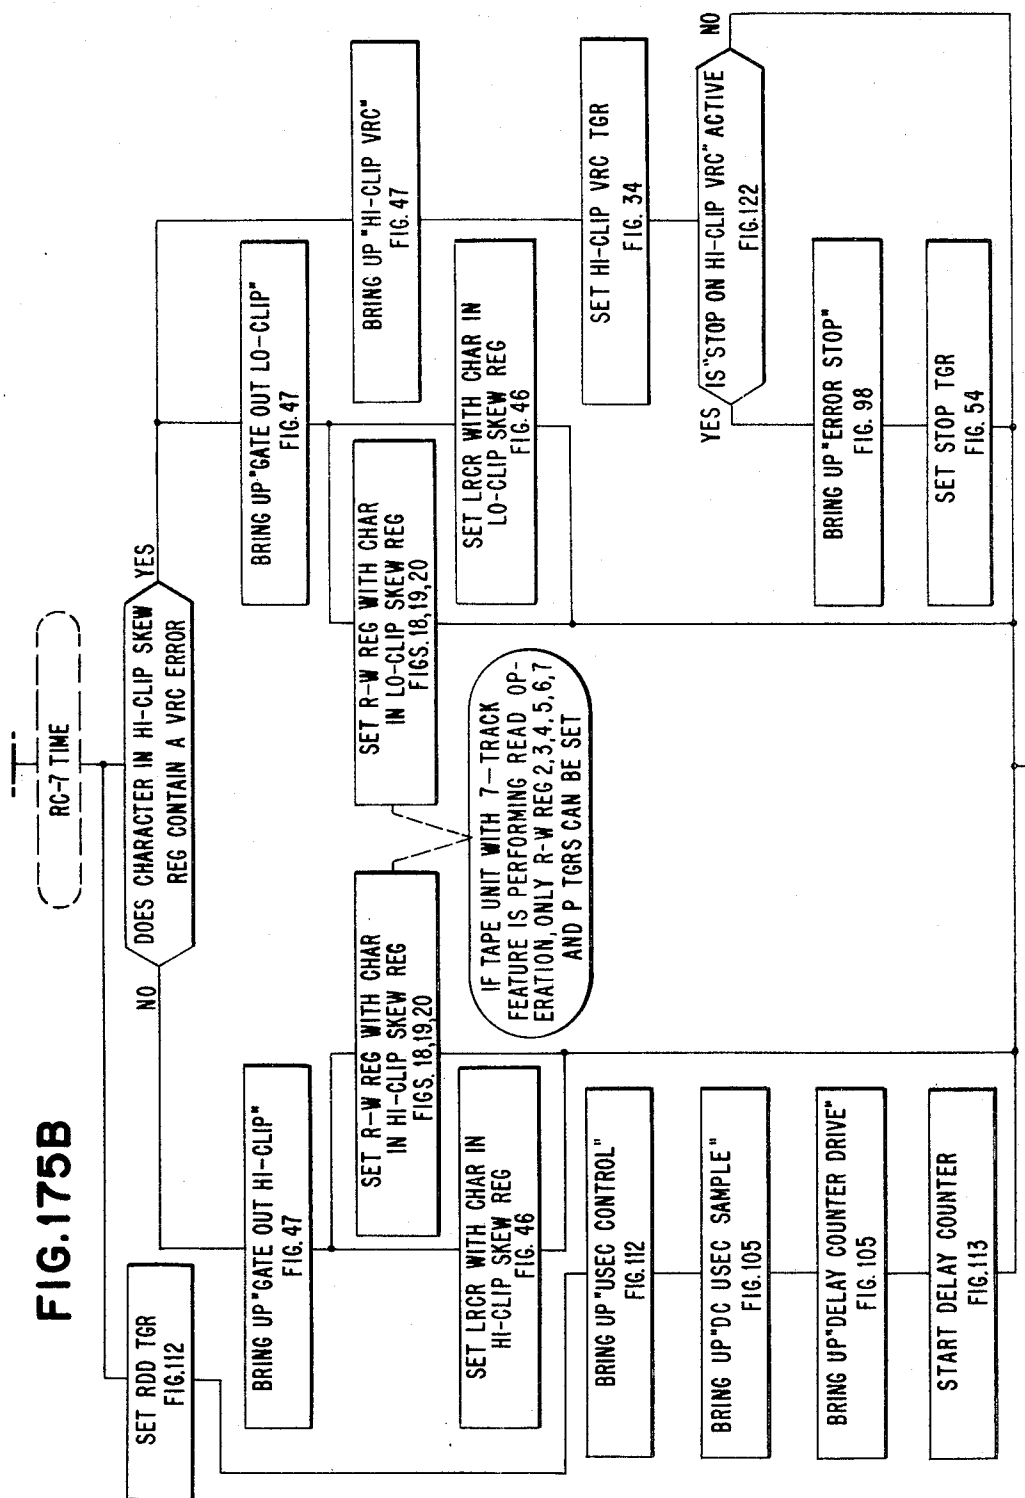 FIG.175B
RC-7 TIME
SET RDD TGR
FIG.112
DOES CHARACTER IN HI-CLIP SKEW
REG CONTAIN A VRC ERROR
NO
YES
BRING UP "GATE OUT HI-CLIP"
FIG.47
BRING UP "GATE OUT LO-CLIP"
FIG.47
SET R-W REG WITH CHAR
IN HI-CLIP SKEW REG
FIGS.18,19,20
SET R-W REG WITH CHAR
IN LO-CLIP SKEW REG
FIGS.18,19,20
BRING UP "HI-CLIP VRC"
FIG.47
SET LRCR WITH CHAR IN
HI-CLIP SKEW REG
FIG. 46
IF TAPE UNIT WITH 7-TRACK
FEATURE IS PERFORMING READ OP-
ERATION, ONLY R-W REG 2,3,4,5,6,7
AND P TGRS CAN BE SET
SET LRCR WITH CHAR IN
LO-CLIP SKEW REG
FIG. 46
BRING UP "USEC CONTROL"
FIG.112
SET HI-CLIP VRC TGR
FIG. 34
BRING UP "DC USEC SAMPLE"
FIG.105
YES
IS "STOP ON HI-CLIP VRC" ACTIVE
FIG.122
NO
BRING UP "DELAY COUNTER DRIVE"
FIG.105
BRING UP "ERROR STOP"
FIG. 98
START DELAY COUNTER
FIG.113
SET STOP TGR
FIG. 54